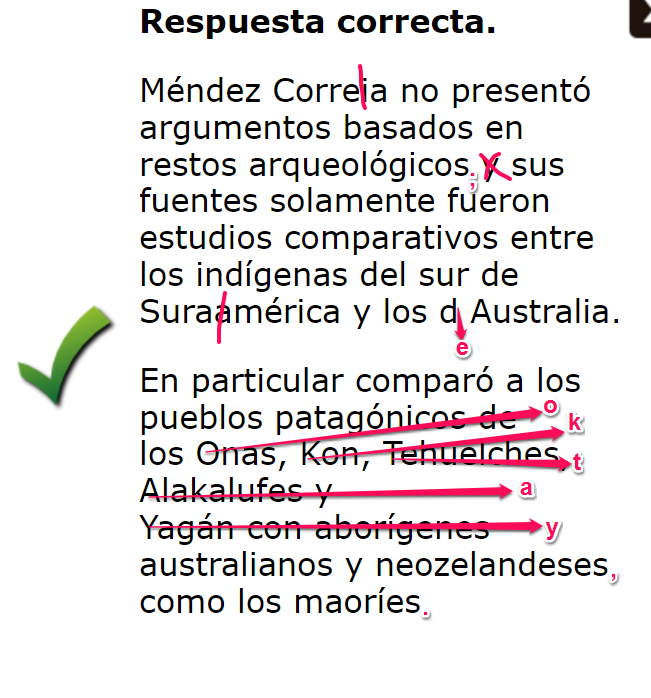 Respuesta correcta.
Méndez Correia no presentó
argumentos basados en
restos arqueológicos; y sus
fuentes solamente fueron
estudios comparativos entre
los indígenas del sur de
Suraamérica y los d Australia.
e
En particular comparó a los
pueblos patagónicos de o
k
los Onas, Kon, Tehuelches, t
Alakalufes y a
Yagán con aborígenes y
australianos y neozelandeses,
como los maoríes.